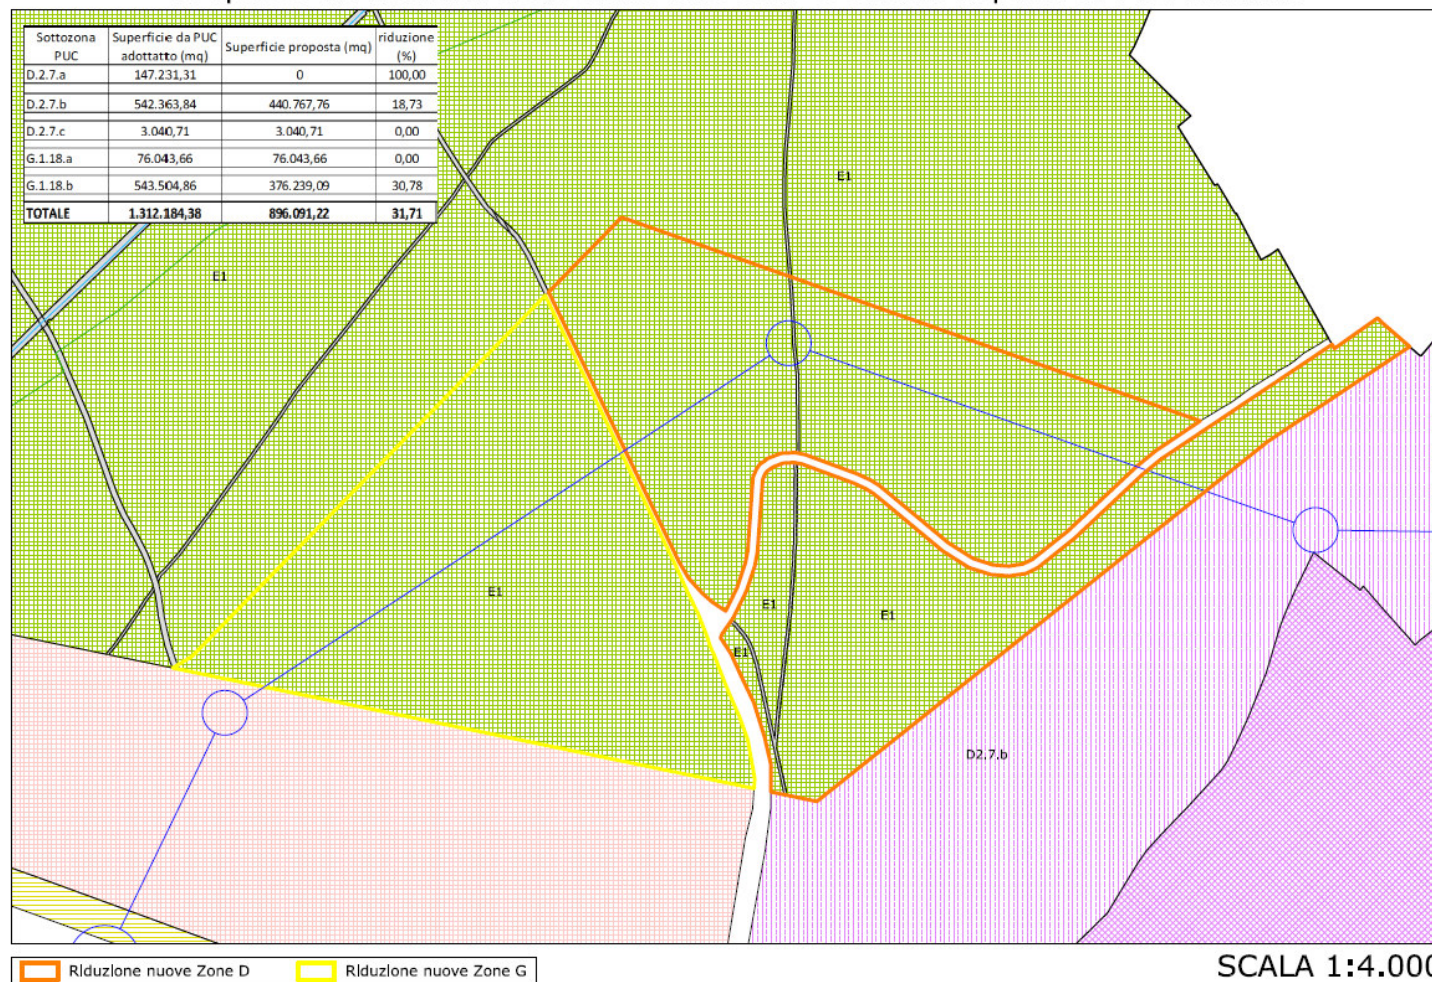 Sottozona PUC Superficie da PUC adottatto (mq) Superficie proposta (mq) riduzione (%)
D.2.7.a 147.231,31 0 100,00
D.2.7.b 542.363,84 440.767,76 18,73
D.2.7.c 3.040,71 3.040,71 0,00
G.1.18.a 76.043,66 76.043,66 0,00
G.1.18.b 543.504,86 376.239,09 30,78
TOTALE 1.312.184,38 896.091,22 31,71
E1
E1
E1
E1
E1
E1
D2.7.b
Riduzione nuove Zone D Riduzione nuove Zone G
SCALA 1:4.000